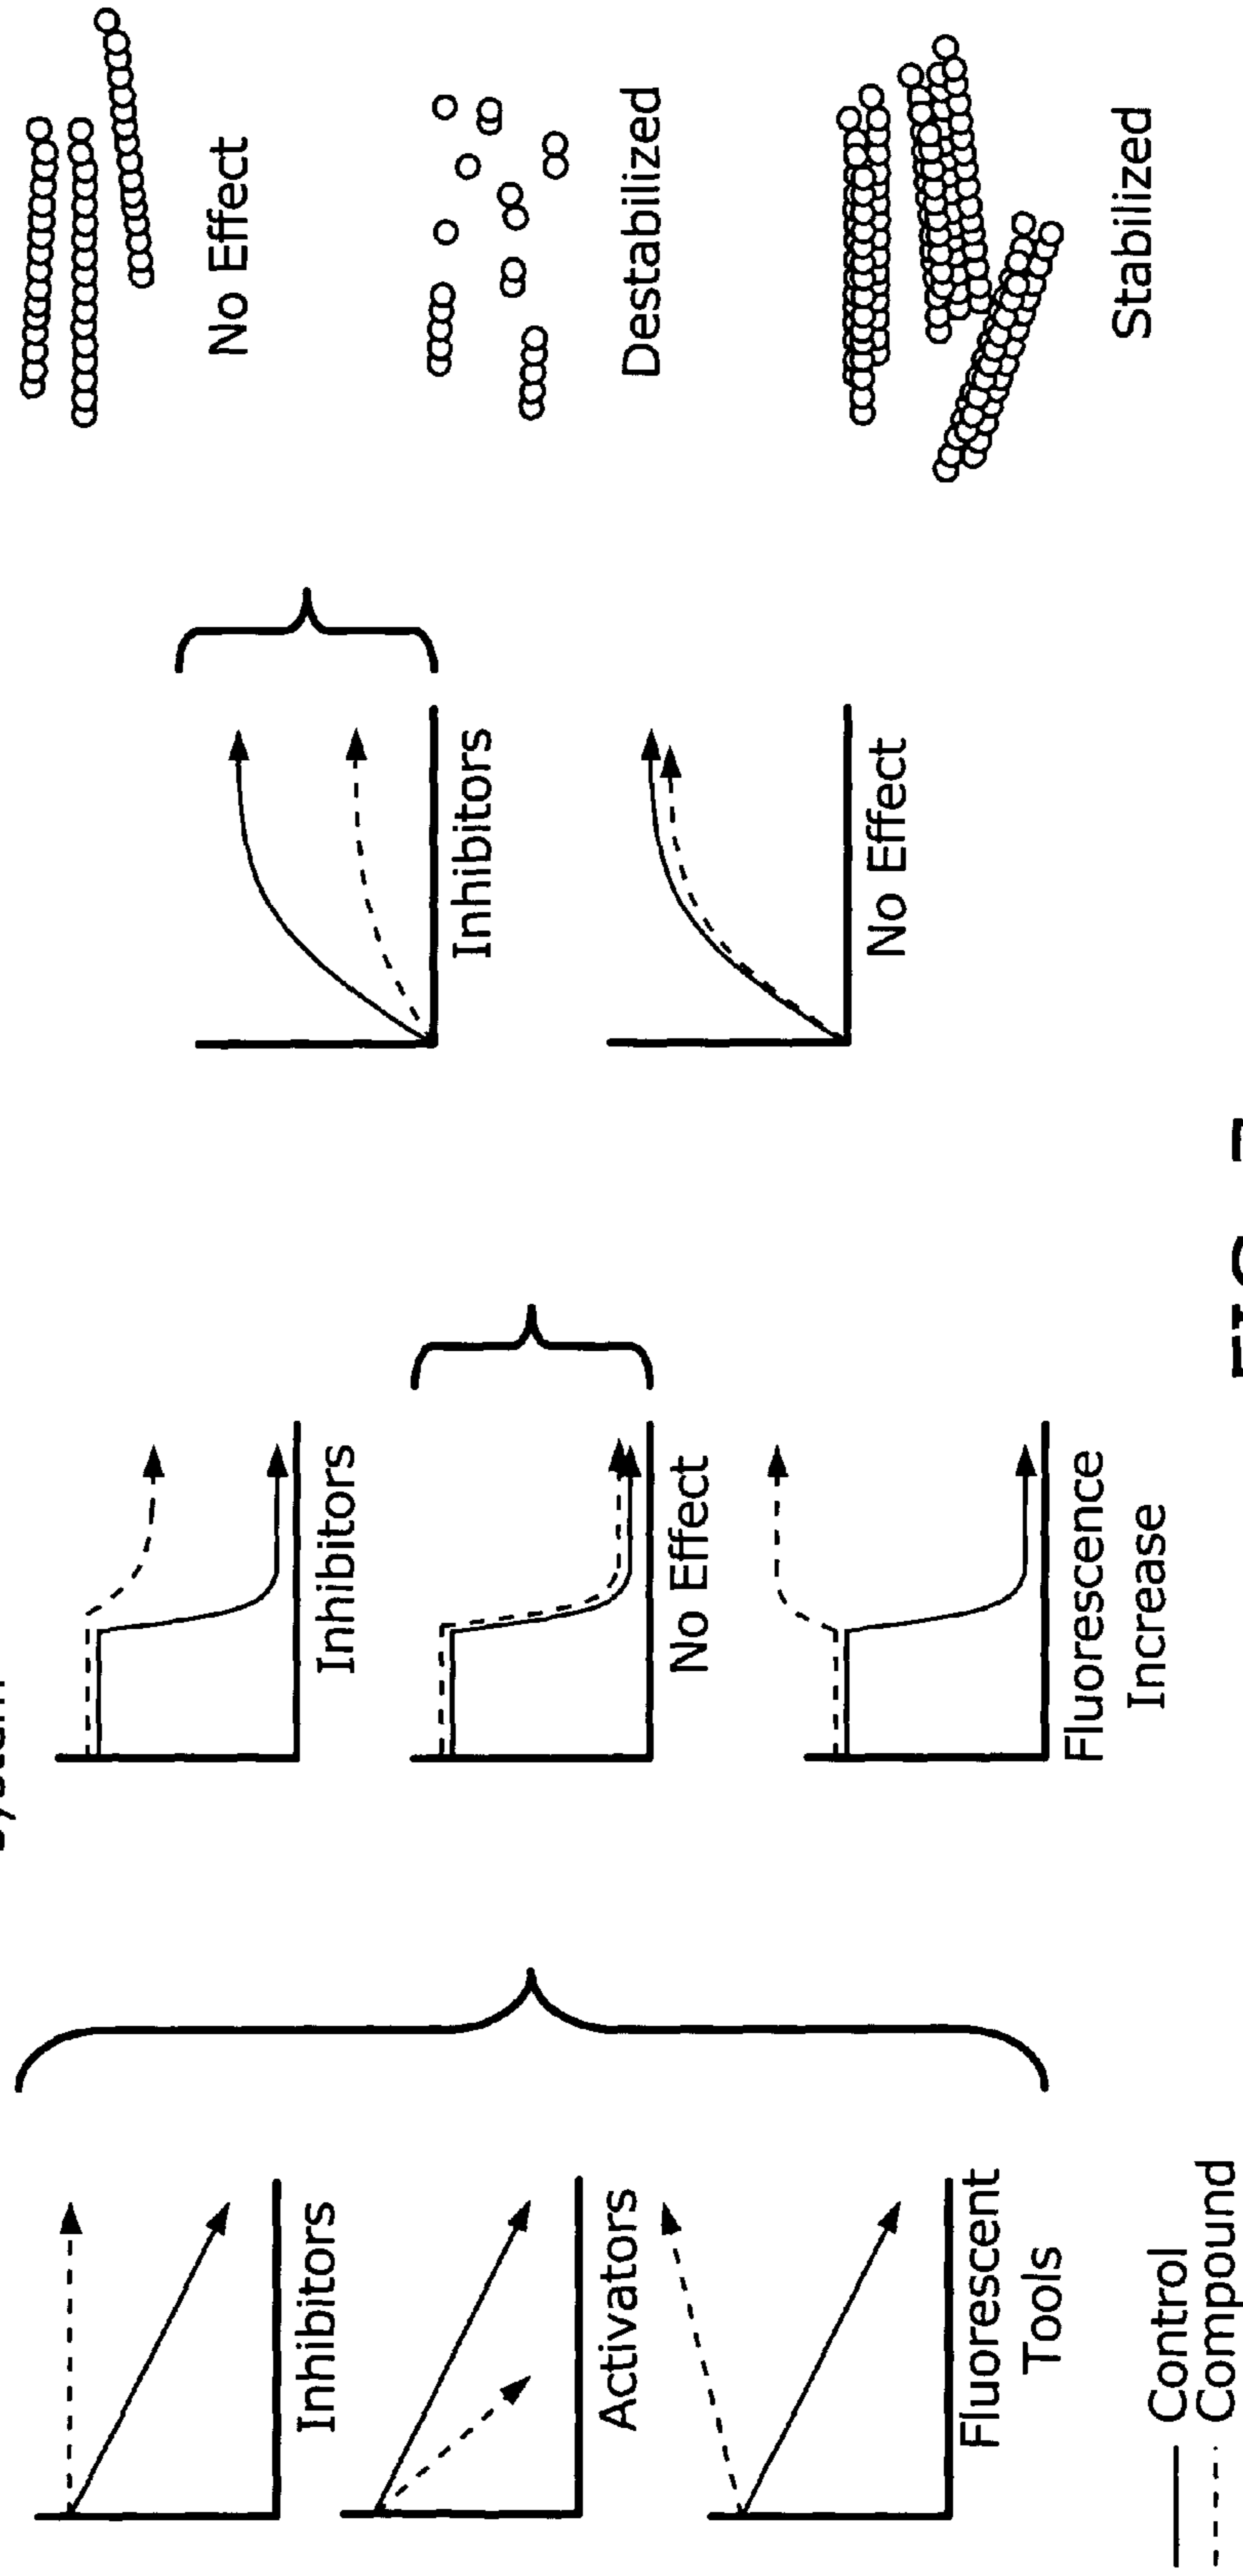 Inhibitors
Activators
Fluorescent
Tools
Control
Compound
Inhibitors
No Effect
Fluorescence
Increase
Inhibitors
No Effect
No Effect
Destabilized
Stabilized